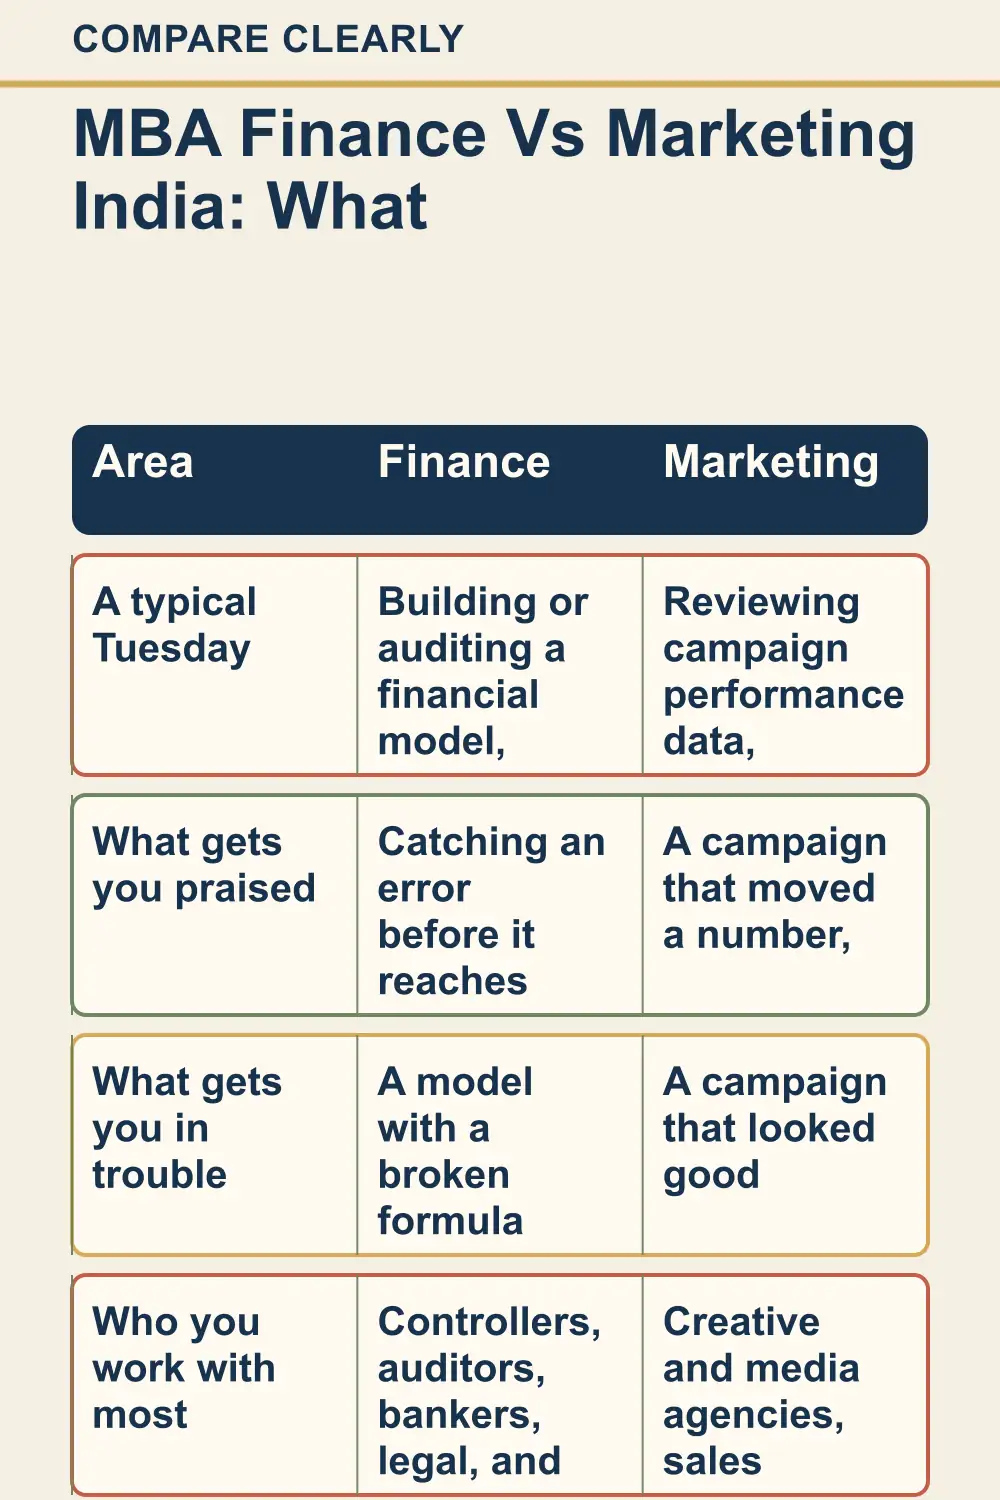 COMPARE CLEARLY
MBA Finance Vs Marketing
India: What
Area
Finance
Marketing
A typical
Tuesday
Building or
auditing a
financial
model,
Reviewing
campaign
performance
data,
What gets
you praised
Catching an
error
before it
reaches
A campaign
that moved
a number,
What gets
you in
trouble
A model
with a
broken
formula
A campaign
that looked
good
Who you
work with
most
Controllers,
auditors,
bankers,
legal, and
Creative
and media
agencies,
sales